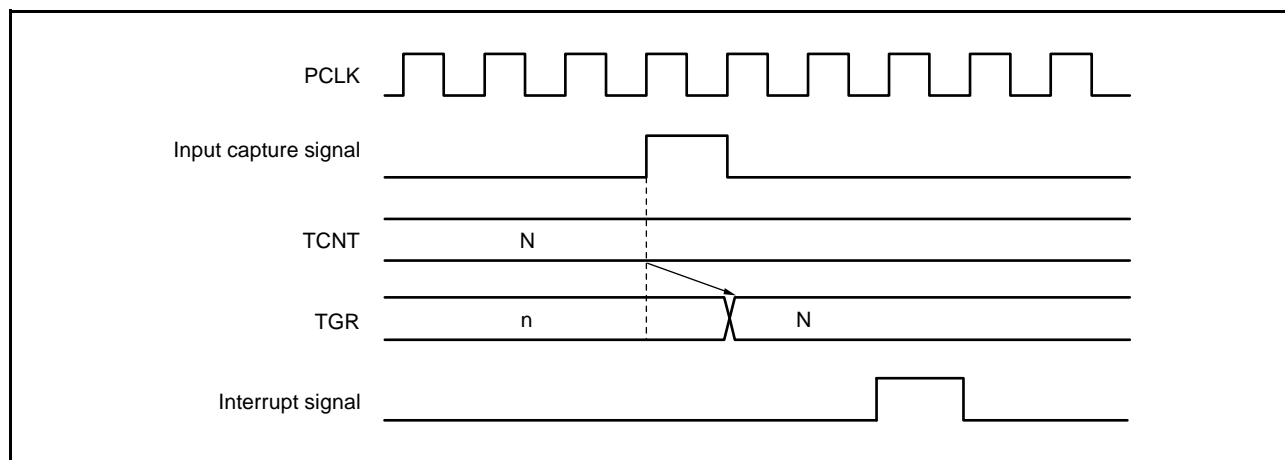 PCLK
Input capture signal
TCNT
N
TGR
n
N
Interrupt signal